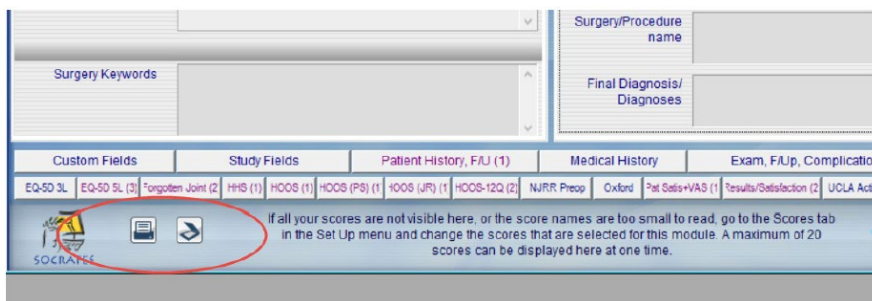 Surgery/Procedure
name
Surgery Keywords
Final Diagnosis/
Diagnoses
Custom Fields
Study Fields
Patient History, F/U (1)
Medical History
Exam, F/Up, Complicatio
EQ-5D 3L
EQ-5D 5L (3)
Forgotten Joint (2
HHS (1)
HOOS (1)
HOOS (PS) (1
HOOS (JR) (1
HOOS-12Q (2)
NJRR Preop
Oxford
Pat Satis+VAS (1
Results/Satisfaction (2
UCLA Act
If all your scores are not visible here, or the score names are too small to read, go to the Scores tab
in the Set Up menu and change the scores that are selected for this module. A maximum of 20
scores can be displayed here at one time.
SOCRATES